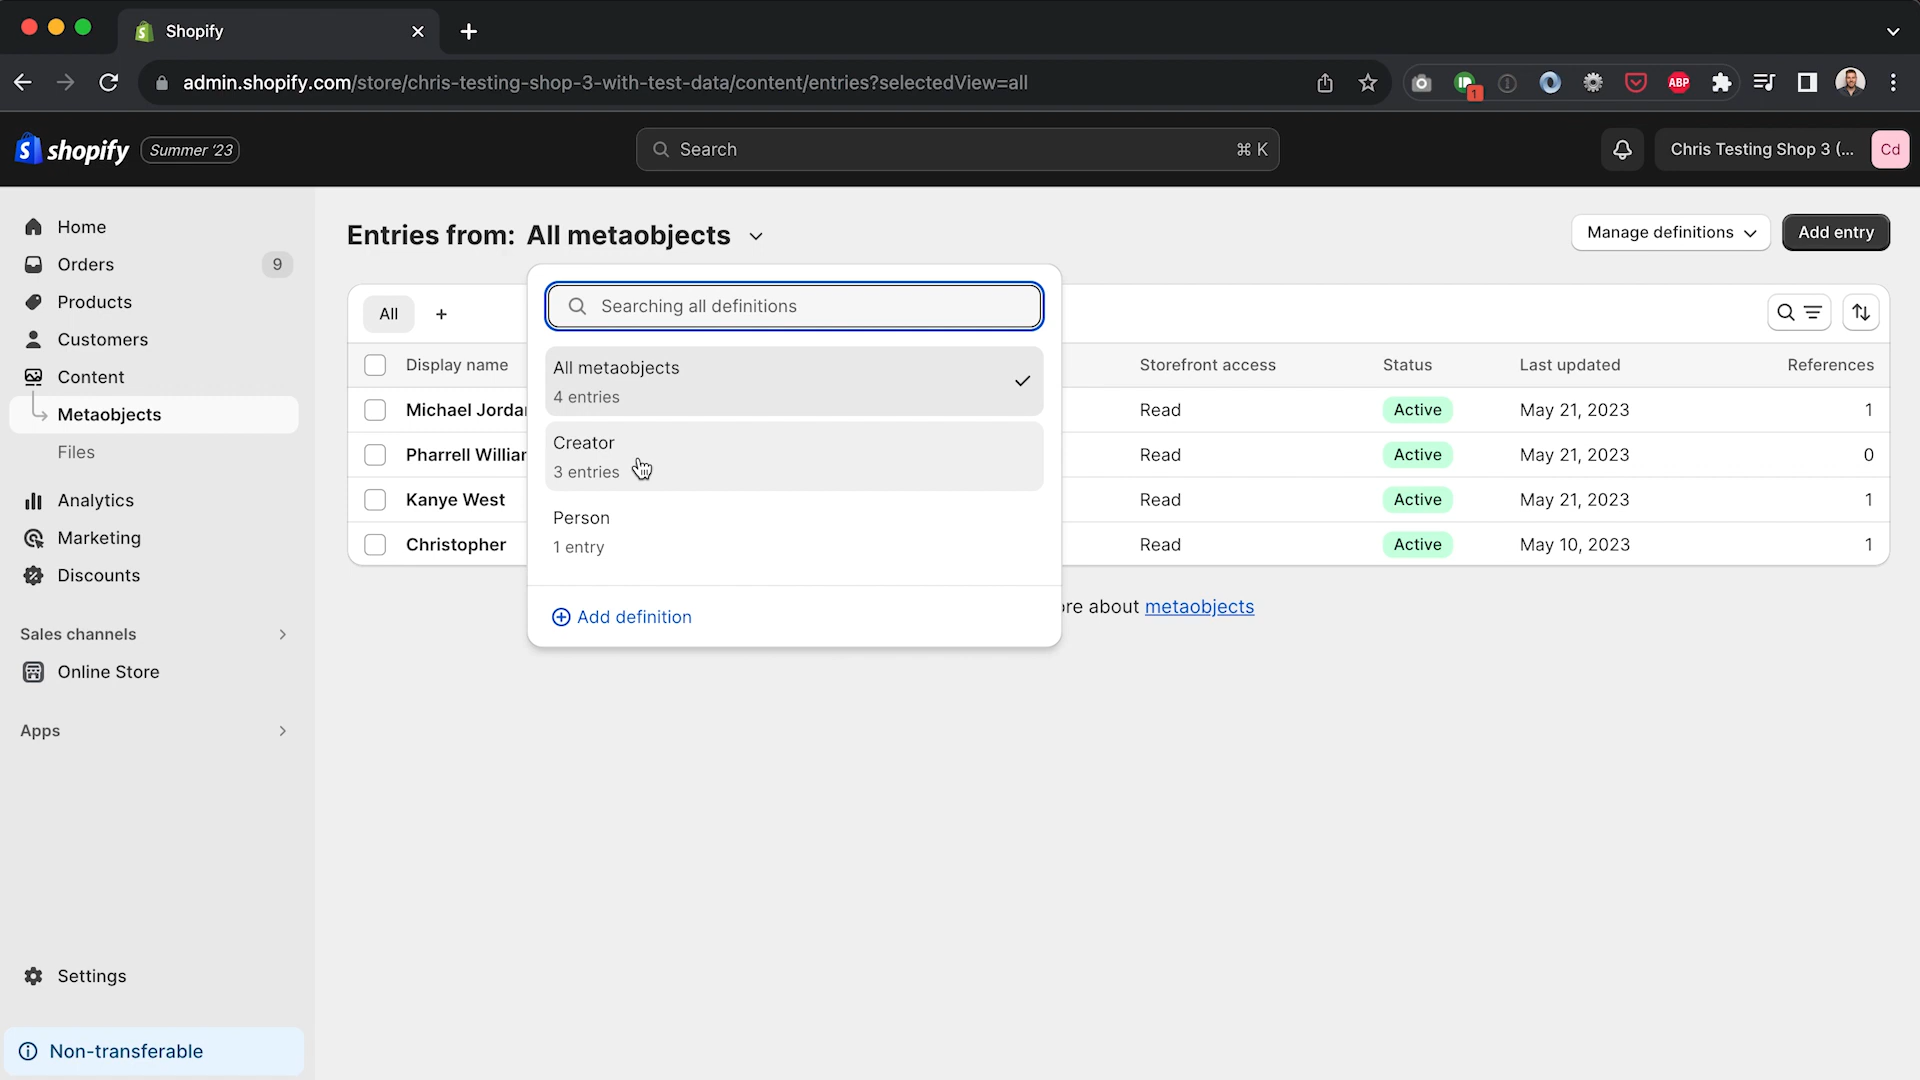 Shopify
admin.shopify.com/store/chris-testing-shop-3-with-test-data/content/entries?selectedView=all
1
ABP
shopify
Summer '23
Search
⌘ K
Chris Testing Shop 3 (...
Cd
Home
Orders
9
Products
Customers
Content
Metaobjects
Files
Analytics
Marketing
Discounts
Sales channels
Online Store
Apps
Settings
Non-transferable
Entries from: All metaobjects
Manage definitions
Add entry
All
+
Searching all definitions
All metaobjects
4 entries
Creator
3 entries
Person
1 entry
Add definition
Display name Storefront access Status Last updated References
Michael Jorda Read Active May 21, 2023 1
Pharrell Willia Read Active May 21, 2023 0
Kanye West Read Active May 21, 2023 1
Christopher Read Active May 10, 2023 1
re about metaobjects